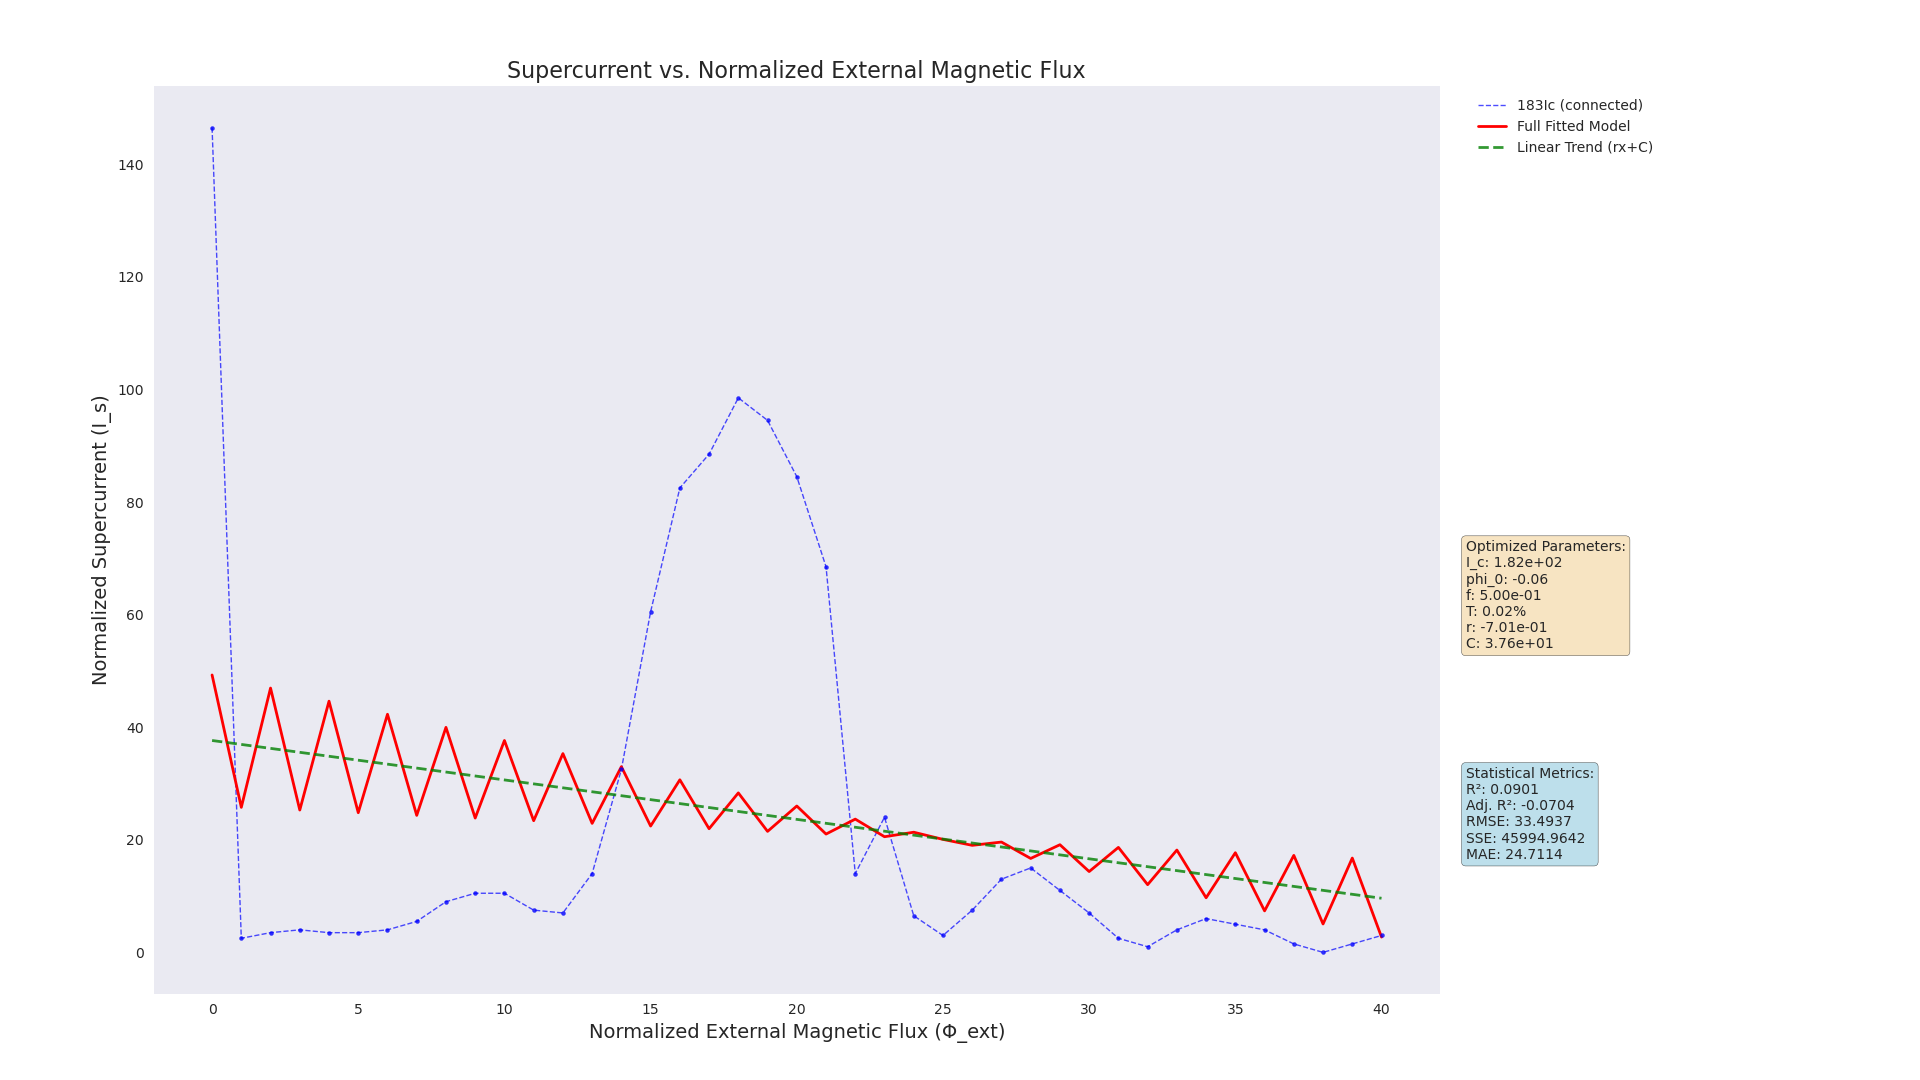 Supercurrent vs. Normalized External Magnetic Flux
183Ic (connected)
Full Fitted Model
Linear Trend (rx+C)
140
120
100
80
60
40
20
0
Normalized Supercurrent (I_s)
0 5 10 15 20 25 30 35 40
Normalized External Magnetic Flux (Φ_ext)
Optimized Parameters:
I_c: 1.82e+02
phi_0: -0.06
f: 5.00e-01
T: 0.02%
r: -7.01e-01
C: 3.76e+01
Statistical Metrics:
R²: 0.0901
Adj. R²: -0.0704
RMSE: 33.4937
SSE: 45994.9642
MAE: 24.7114